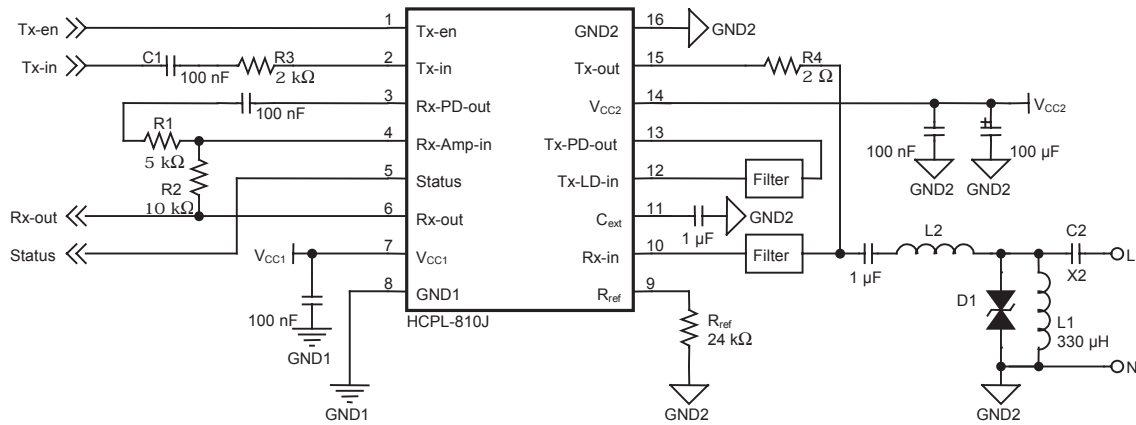 Tx-en
1
Tx-en
GND2
16
GND2
Tx-in
C1
100 nF
R3
2 kΩ
2
Tx-in
Tx-out
15
R4
2 Ω
100 nF
3
Rx-PD-out
VCC2
14
VCC2
R1
5 kΩ
4
Rx-Amp-in
Tx-PD-out
13
100 nF
100 µF
GND2
GND2
R2
10 kΩ
5
Status
Tx-LD-in
12
Filter
Rx-out
6
Rx-out
Cext
11
1 µF
GND2
Status
VCC1
7
VCC1
Rx-in
10
Filter
1 µF
L2
C2
X2
L
100 nF
GND1
8
GND1
Rref
9
D1
L1
330 µH
HCPL-810J
Rref
24 kΩ
N
GND1
GND2
GND2